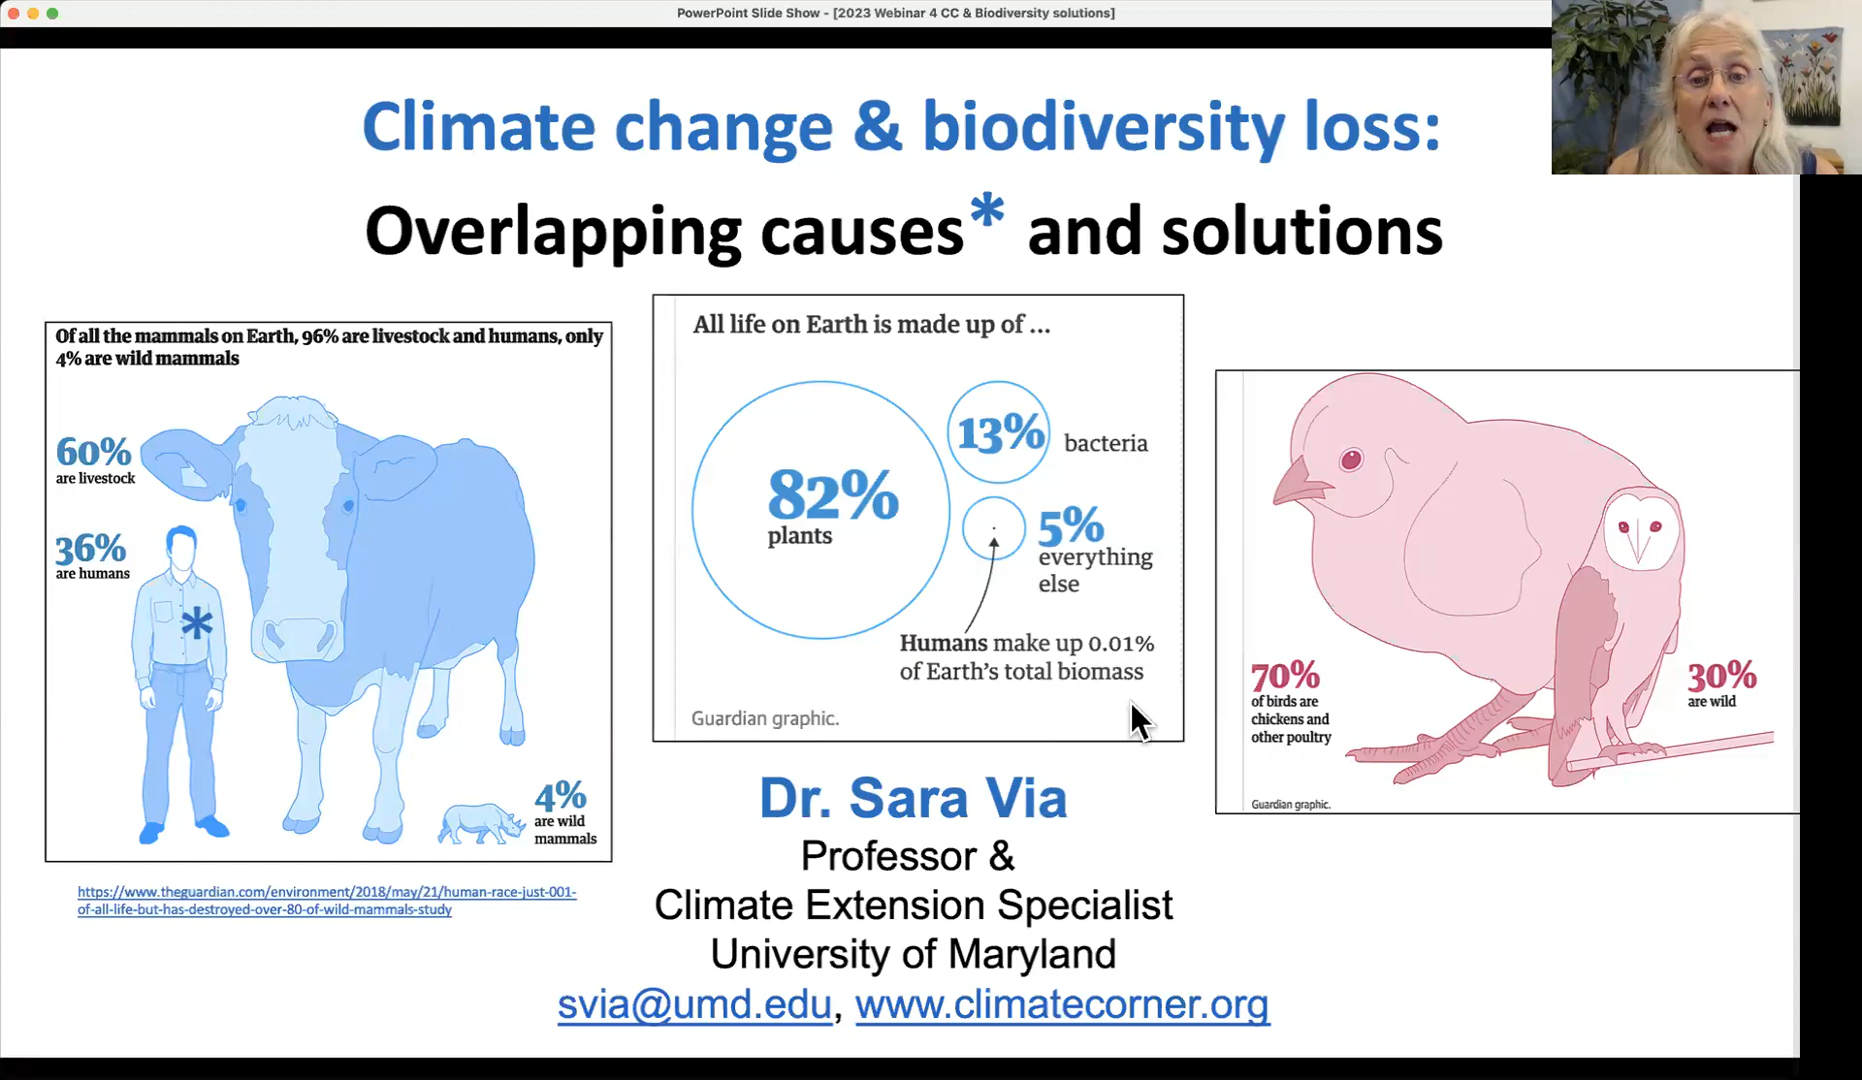 PowerPoint Slide Show - [2023 Webinar 4 CC & Biodiversity solutions]
Climate change & biodiversity loss:
Overlapping causes* and solutions
Of all the mammals on Earth, 96% are livestock and humans, only
4% are wild mammals
60%
are livestock
36%
are humans
*
4%
are wild
mammals
https://www.theguardian.com/environment/2018/may/21/human-race-just-001-
of-all-life-but-has-destroyed-over-80-of-wild-mammals-study
All life on Earth is made up of ...
82%
plants
13%
bacteria
5%
everything
else
Humans make up 0.01%
of Earth's total biomass
Guardian graphic.
70%
of birds are
chickens and
other poultry
30%
are wild
Guardian graphic.
Dr. Sara Via
Professor &
Climate Extension Specialist
University of Maryland
svia@umd.edu, www.climatecorner.org